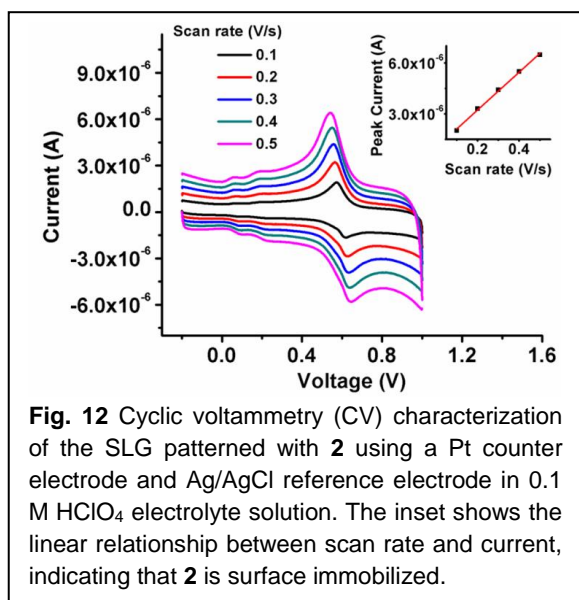 Scan rate (V/s)
0.1
0.2
0.3
0.4
0.5
9.0x10⁻⁶
6.0x10⁻⁶
3.0x10⁻⁶
0.0
-3.0x10⁻⁶
-6.0x10⁻⁶
Current (A)
0.0 0.4 0.8 1.2 1.6
Voltage (V)
6.0x10⁻⁶
3.0x10⁻⁶
Peak Current (A)
0.2 0.4
Scan rate (V/s)
Fig. 12 Cyclic voltammetry (CV) characterization
of the SLG patterned with 2 using a Pt counter
electrode and Ag/AgCl reference electrode in 0.1
M HClO₄ electrolyte solution. The inset shows the
linear relationship between scan rate and current,
indicating that 2 is surface immobilized.